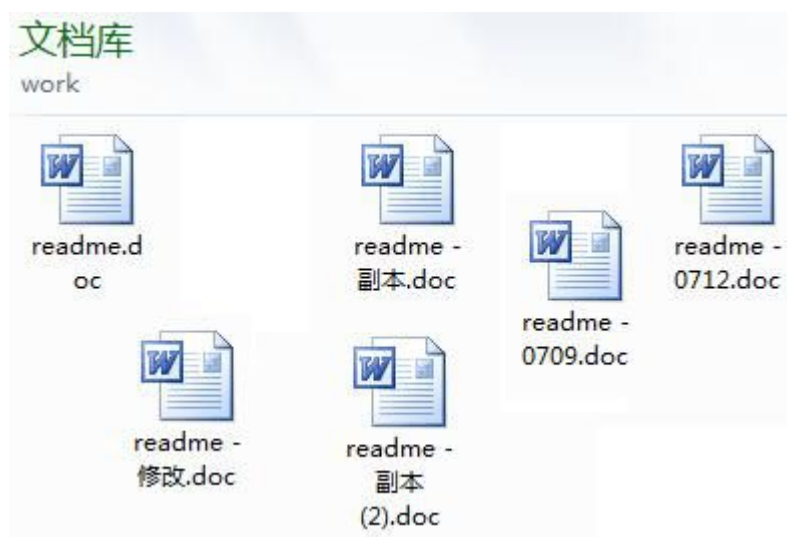 文档库
work
readme.d
oc
readme -
副本.doc
readme -
0709.doc
readme -
0712.doc
readme -
修改.doc
readme -
副本
(2).doc